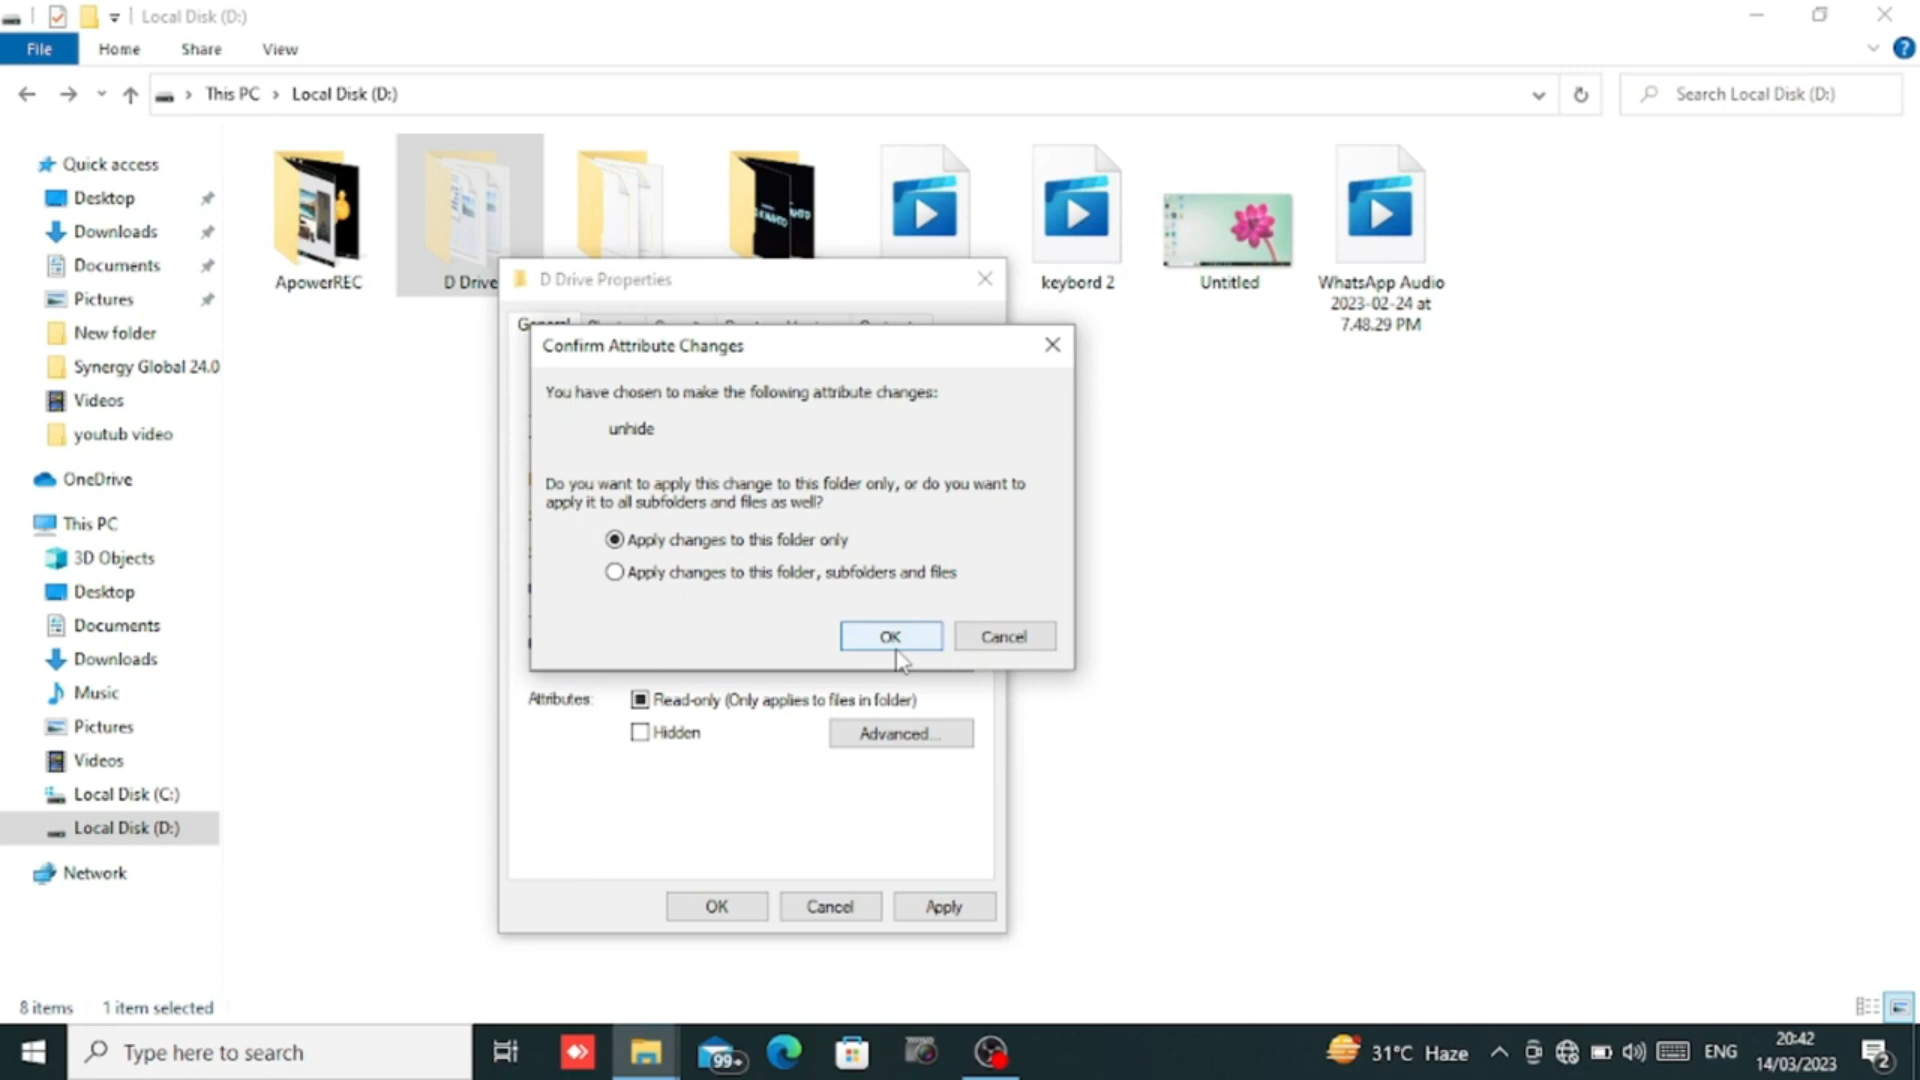 Local Disk (D:)
File
Home
Share
View
?
This PC
Local Disk (D:)
Search Local Disk (D:)
Quick access
Desktop
Downloads
Documents
Pictures
New folder
Synergy Global 24.0
Videos
youtub video
OneDrive
This PC
3D Objects
Desktop
Documents
Downloads
Music
Pictures
Videos
Local Disk (C:)
Local Disk (D:)
Network
ApowerREC
D Drive
keybord 2
Untitled
WhatsApp Audio
2023-02-24 at
7.48.29 PM
D Drive Properties
General
Confirm Attribute Changes
You have chosen to make the following attribute changes:
unhide
Do you want to apply this change to this folder only, or do you want to
apply it to all subfolders and files as well?
Apply changes to this folder only
Apply changes to this folder, subfolders and files
OK
Cancel
Attributes:
Read-only (Only applies to files in folder)
Hidden
Advanced...
OK
Cancel
Apply
8 items
1 item selected
Type here to search
99+
31°C Haze
ENG
20:42
14/03/2023
2